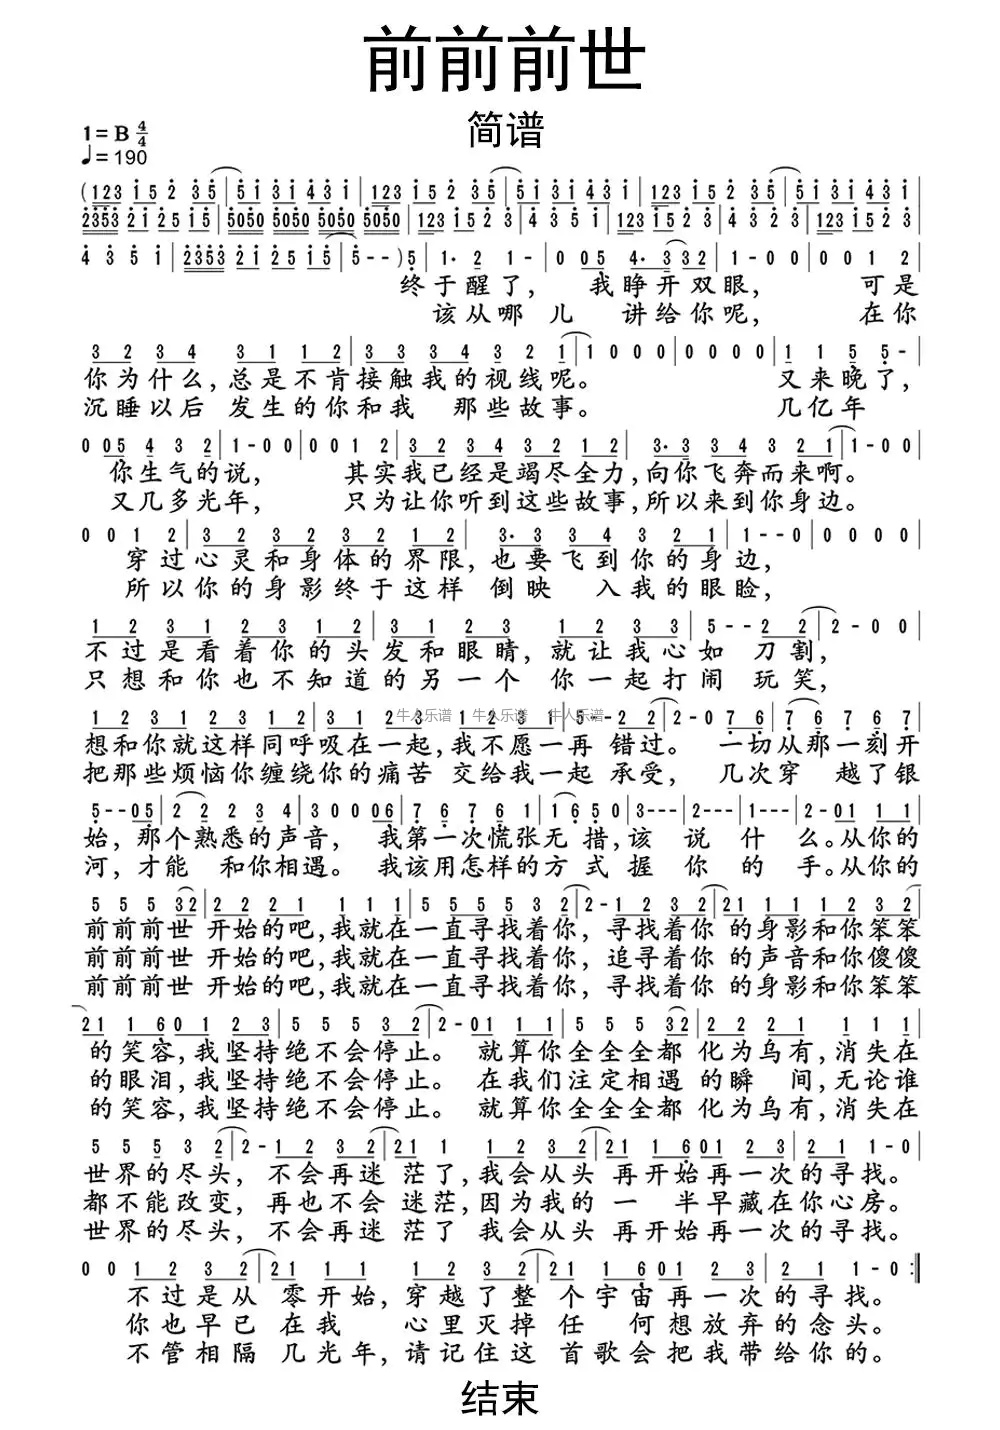 前前前世
简谱
1=B 4/4
♩=190
终于醒了， 我睁开双眼， 可是
该从哪 儿 讲给你呢， 在你
你为什么，总是不肯接触我的视线呢。 又来晚了，
沉睡以后 发生的你和我 那些故事。 几亿年
你生气的说， 其实我已经是竭尽全力，向你飞奔而来啊。
又几多光年， 只为让你听到这些故事，所以来到你身边。
穿过心灵和身体的界限，也要飞到你的身边，
所以你的身影终于这样 倒映 入我的眼睑，
不过是看着你的头发和眼睛，就让我心如 刀割，
只想和你也不知道的另一个 你一起打闹 玩笑，
牛人乐谱 牛人乐谱 牛人乐谱
想和你就这样同呼吸在一起，我不愿一再 错过。 一切从那一刻开
把那些烦恼你缠绕你的痛苦 交给我一起 承受， 几次穿 越了银
始，那个熟悉的声音， 我第一次慌张无措，该 说 什 么。从你的
河，才能 和你相遇。 我该用怎样的方 式 握 你 的 手。从你的
前前前世 开始的吧，我就在一直寻找着你，寻找着你 的身影和你笨笨
前前前世 开始的吧，我就在一直寻找着你，追寻着你 的声音和你傻傻
前前前世 开始的吧，我就在一直寻找着你，寻找着你 的身影和你笨笨
的笑容，我坚持绝不会停止。 就算你全全全都 化为乌有，消失在
的眼泪，我坚持绝不会停止。 在我们注定相遇 的瞬 间，无论谁
的笑容，我坚持绝不会停止。 就算你全全全都 化为乌有，消失在
世界的尽头， 不会再迷 茫了，我会从头 再开始再一次的寻找。
都不能改变， 再也不会 迷茫，因为我的 一 半早藏在你心房。
世界的尽头， 不会再迷 茫了 我会从头 再开始再一次的寻找。
不过是从 零开始，穿越了整 个宇宙再一次的寻找。
你也早已 在我 心里灭掉 任 何想放弃的念头。
不管相隔 几光年，请记住这 首歌会把我带给你的。
结束